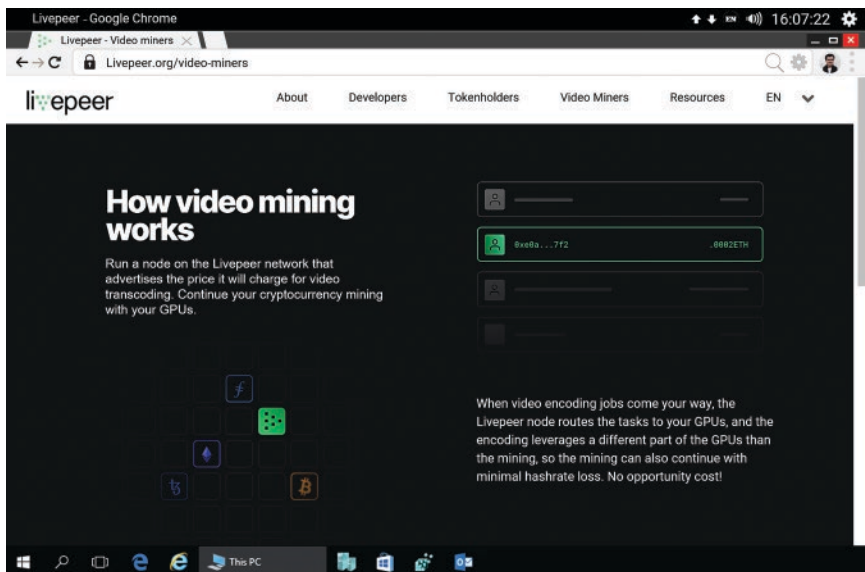 Livepeer - Google Chrome
EN
16:07:22
Livepeer - Video miners
Livepeer.org/video-miners
livepeer
About
Developers
Tokenholders
Video Miners
Resources
EN
How video mining
works
Run a node on the Livepeer network that
advertises the price it will charge for video
transcoding. Continue your cryptocurrency mining
with your GPUs.
0xe0a...7f2
.0002ETH
When video encoding jobs come your way, the
Livepeer node routes the tasks to your GPUs, and the
encoding leverages a different part of the GPUs than
the mining, so the mining can also continue with
minimal hashrate loss. No opportunity cost!
This PC